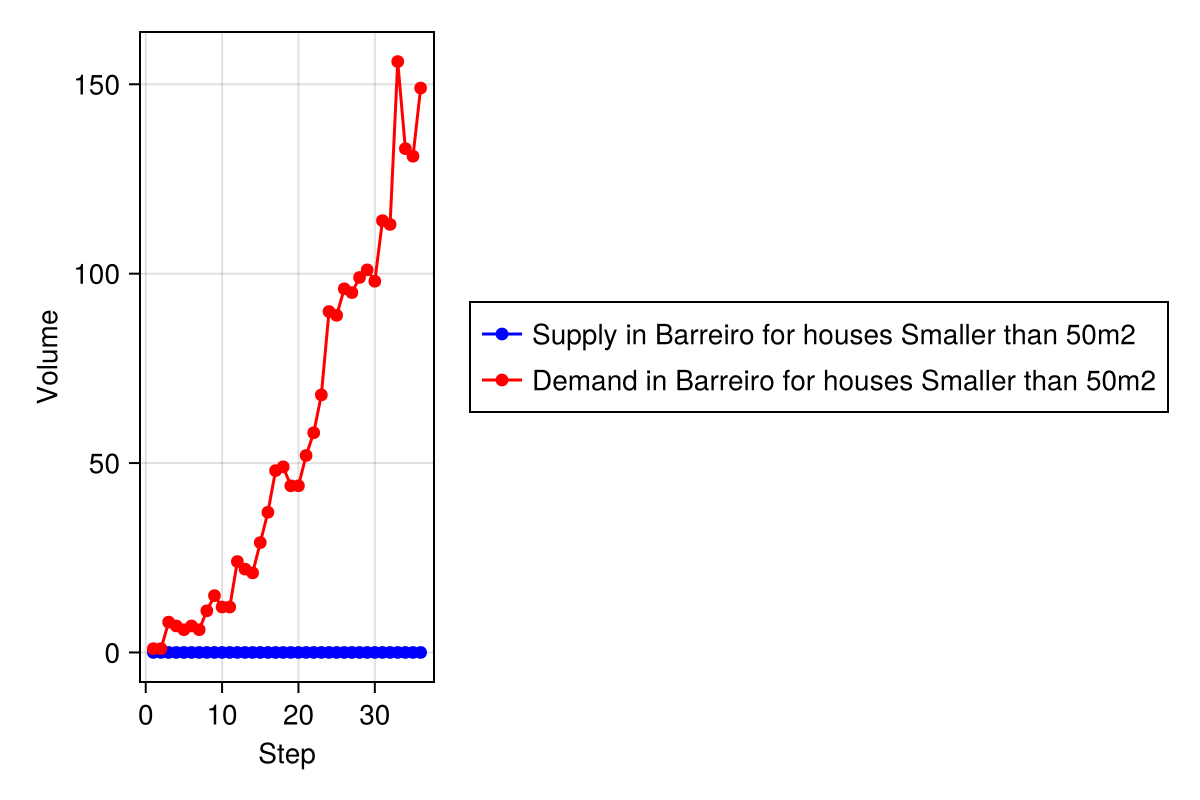 150
100
50
0
Volume
0 10 20 30
Step
Supply in Barreiro for houses Smaller than 50m2
Demand in Barreiro for houses Smaller than 50m2